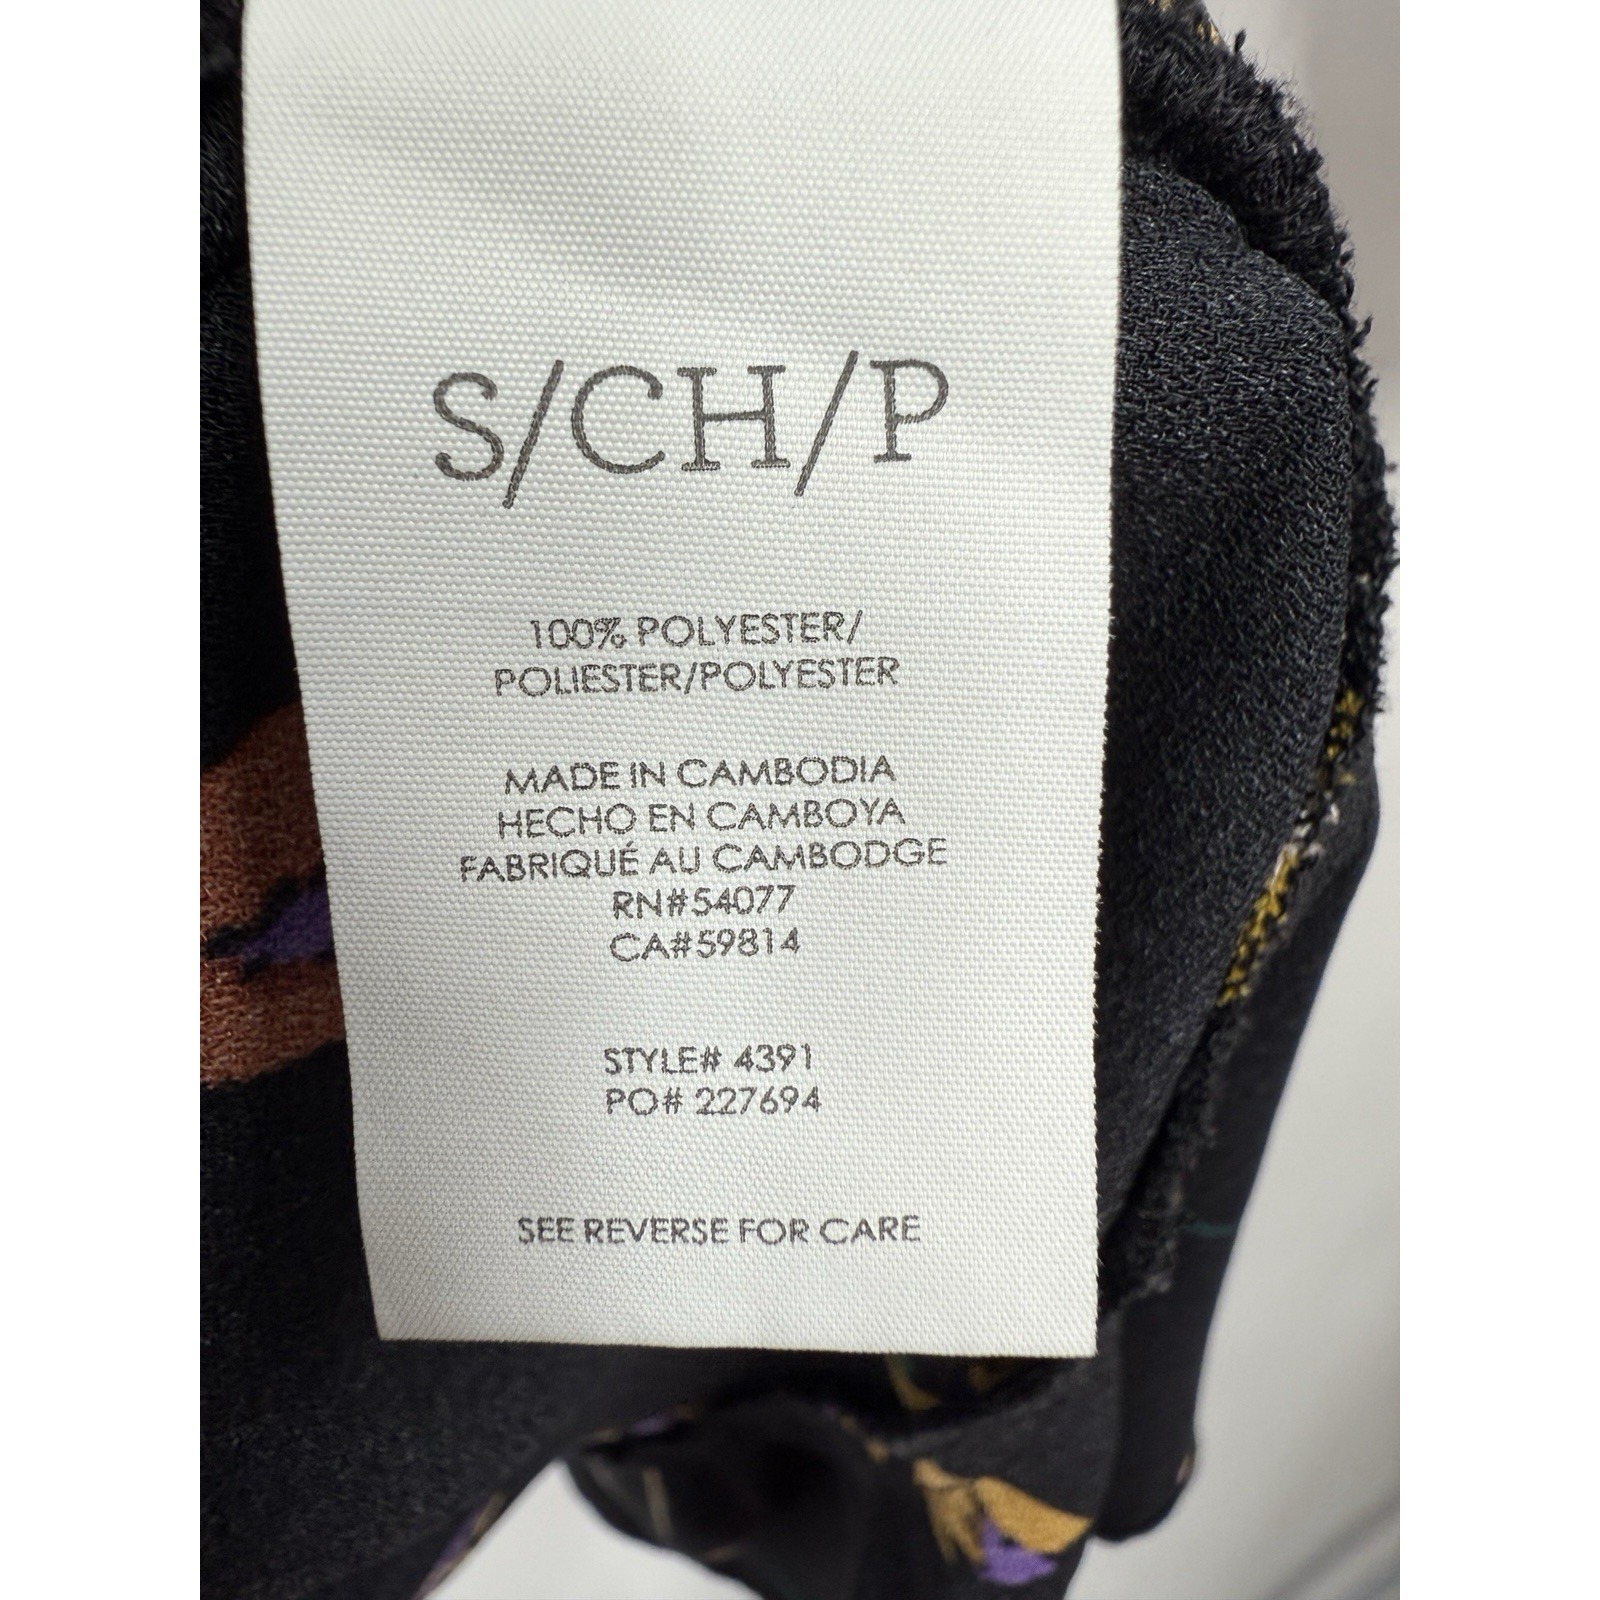 S/CH/P
100% POLYESTER/
POLIESTER/POLYESTER
MADE IN CAMBODIA
HECHO EN CAMBOYA
FABRIQUÉ AU CAMBODGE
RN#54077
CA#59814
STYLE# 4391
PO# 227694
SEE REVERSE FOR CARE